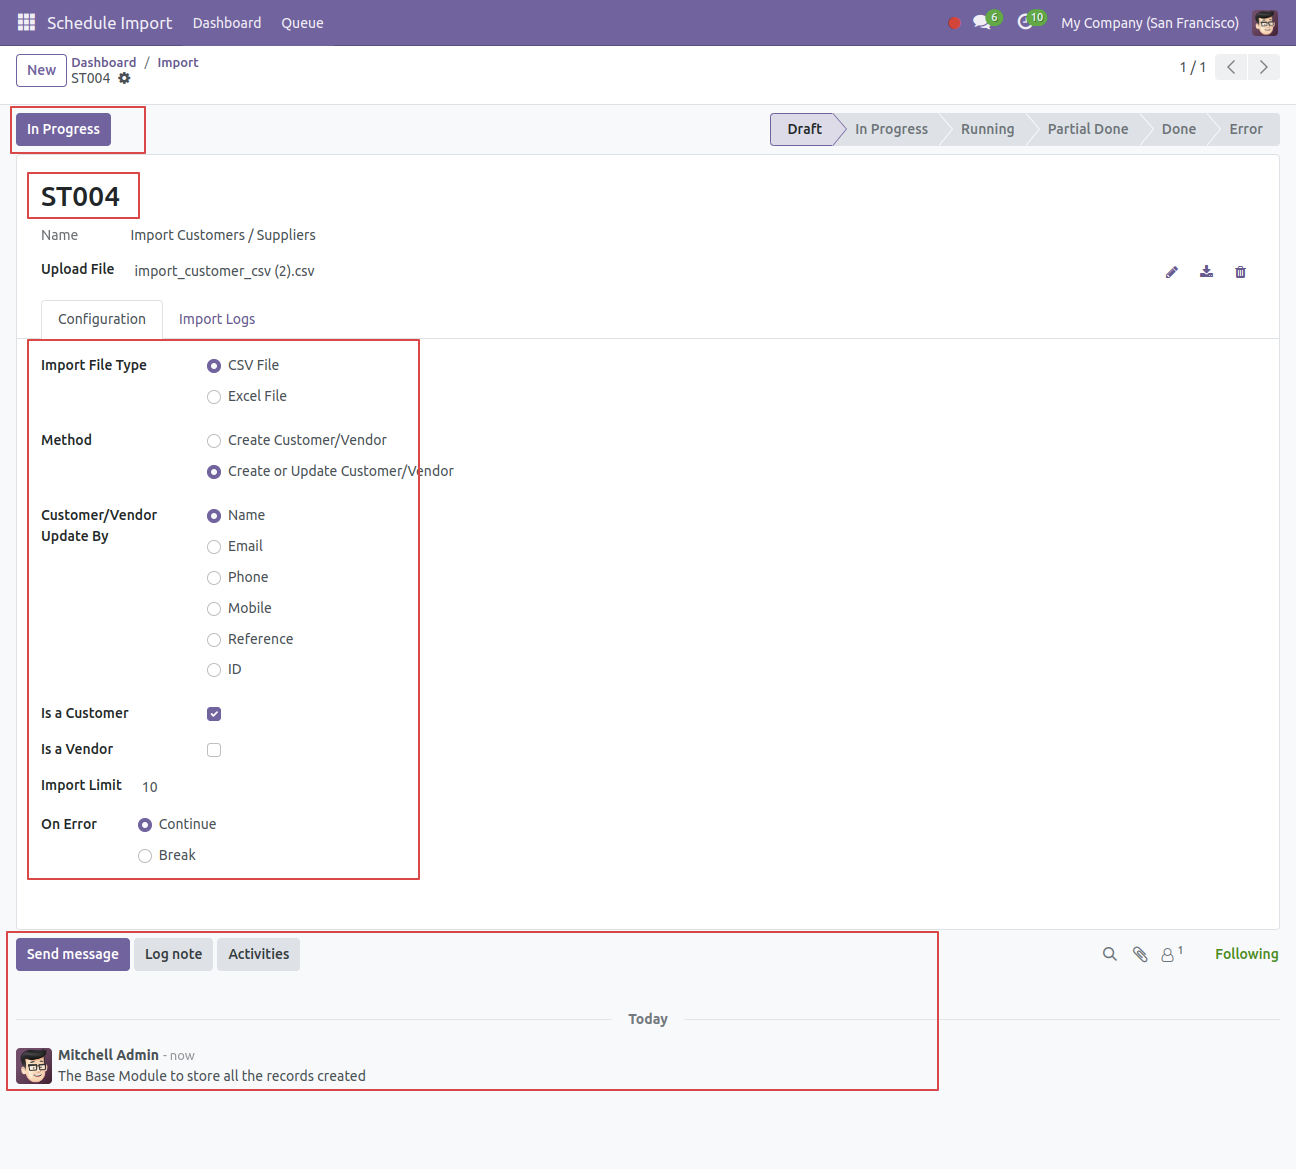 Schedule Import Dashboard Queue 6 10 My Company (San Francisco)
New Dashboard / Import 1 / 1
ST004
In Progress Draft In Progress Running Partial Done Done Error
ST004
Name Import Customers / Suppliers
Upload File import_customer_csv (2).csv
Configuration Import Logs
Import File Type CSV File
Excel File
Method Create Customer/Vendor
Create or Update Customer/Vendor
Customer/Vendor Name
Update By
Email
Phone
Mobile
Reference
ID
Is a Customer
Is a Vendor
Import Limit 10
On Error Continue
Break
Send message Log note Activities 1 Following
Today
Mitchell Admin - now
The Base Module to store all the records created